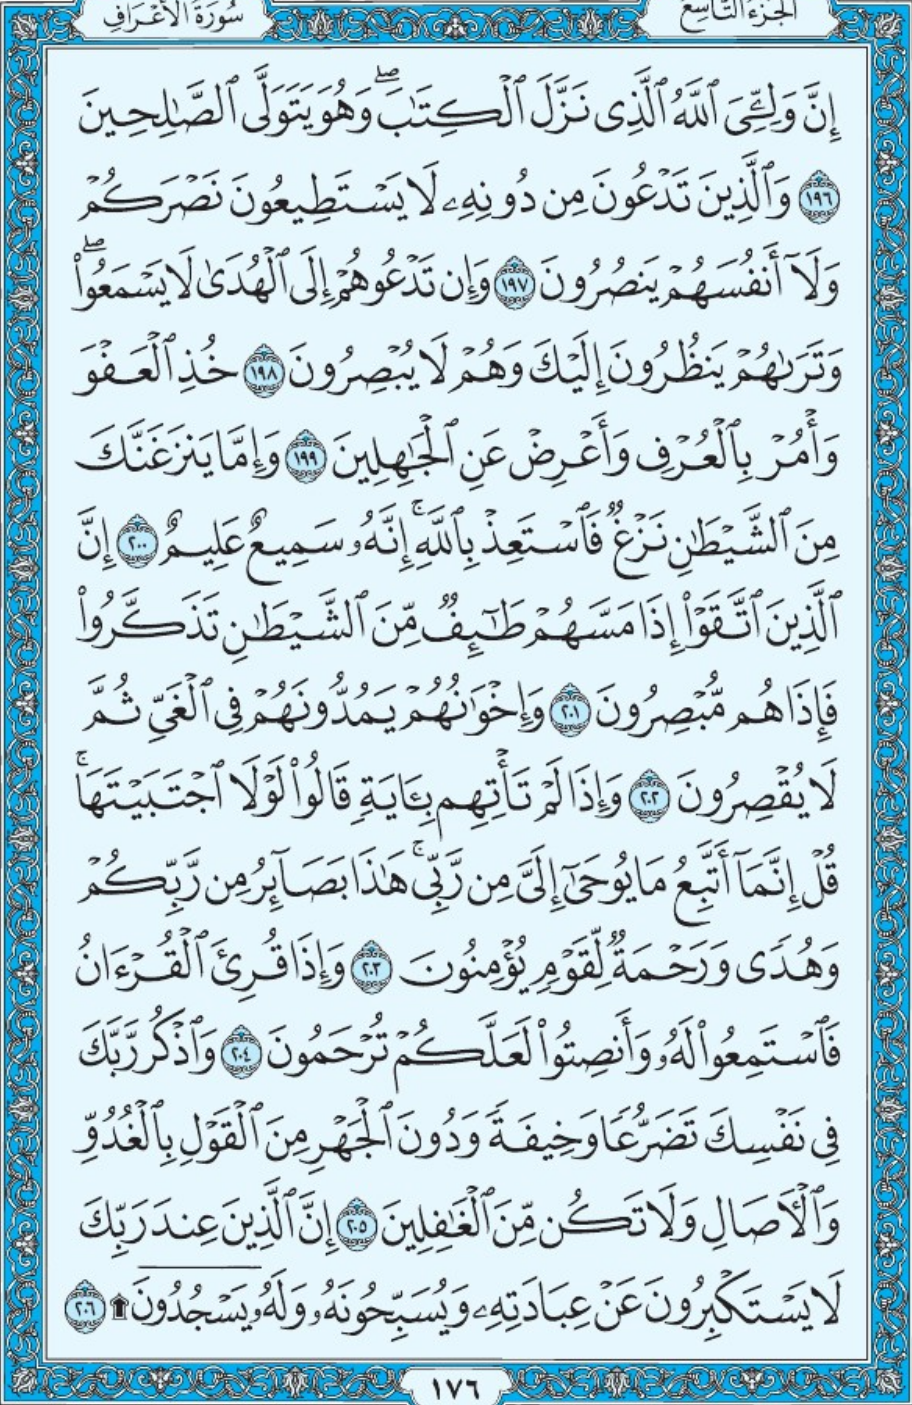 الجزء التاسع
سورة الأعراف
إِنَّ وَلِـِّۧيَ ٱللَّهُ ٱلَّذِي نَزَّلَ ٱلۡكِتَٰبَۖ وَهُوَ يَتَوَلَّى ٱلصَّٰلِحِينَ
١٩٦ وَٱلَّذِينَ تَدۡعُونَ مِن دُونِهِۦ لَا يَسۡتَطِيعُونَ نَصۡرَكُمۡ
وَلَآ أَنفُسَهُمۡ يَنصُرُونَ ١٩٧ وَإِن تَدۡعُوهُمۡ إِلَى ٱلۡهُدَىٰ لَا يَسۡمَعُواْۖ
وَتَرَىٰهُمۡ يَنظُرُونَ إِلَيۡكَ وَهُمۡ لَا يُبۡصِرُونَ ١٩٨ خُذِ ٱلۡعَفۡوَ
وَأۡمُرۡ بِٱلۡعُرۡفِ وَأَعۡرِضۡ عَنِ ٱلۡجَٰهِلِينَ ١٩٩ وَإِمَّا يَنزَغَنَّكَ
مِنَ ٱلشَّيۡطَٰنِ نَزۡغٞ فَٱسۡتَعِذۡ بِٱللَّهِۚ إِنَّهُۥ سَمِيعٌ عَلِيمٌ ٢٠٠ إِنَّ
ٱلَّذِينَ ٱتَّقَوۡاْ إِذَا مَسَّهُمۡ طَٰٓئِفٞ مِّنَ ٱلشَّيۡطَٰنِ تَذَكَّرُواْ
فَإِذَا هُم مُّبۡصِرُونَ ٢٠١ وَإِخۡوَٰنُهُمۡ يَمُدُّونَهُمۡ فِي ٱلۡغَيِّ ثُمَّ
لَا يُقۡصِرُونَ ٢٠٢ وَإِذَا لَمۡ تَأۡتِهِم بِـَٔايَةٖ قَالُواْ لَوۡلَا ٱجۡتَبَيۡتَهَاۚ
قُلۡ إِنَّمَآ أَتَّبِعُ مَا يُوحَىٰٓ إِلَيَّ مِن رَّبِّيۚ هَٰذَا بَصَآئِرُ مِن رَّبِّكُمۡ
وَهُدٗى وَرَحۡمَةٞ لِّقَوۡمٖ يُؤۡمِنُونَ ٢٠٣ وَإِذَا قُرِئَ ٱلۡقُرۡءَانُ
فَٱسۡتَمِعُواْ لَهُۥ وَأَنصِتُواْ لَعَلَّكُمۡ تُرۡحَمُونَ ٢٠٤ وَٱذۡكُر رَّبَّكَ
فِي نَفۡسِكَ تَضَرُّعٗا وَخِيفَةٗ وَدُونَ ٱلۡجَهۡرِ مِنَ ٱلۡقَوۡلِ بِٱلۡغُدُوِّ
وَٱلۡأٓصَالِ وَلَا تَكُن مِّنَ ٱلۡغَٰفِلِينَ ٢٠٥ إِنَّ ٱلَّذِينَ عِندَ رَبِّكَ
لَا يَسۡتَكۡبِرُونَ عَنۡ عِبَادَتِهِۦ وَيُسَبِّحُونَهُۥ وَلَهُۥ يَسۡجُدُونَۤ ٢٠٦
١٧٦